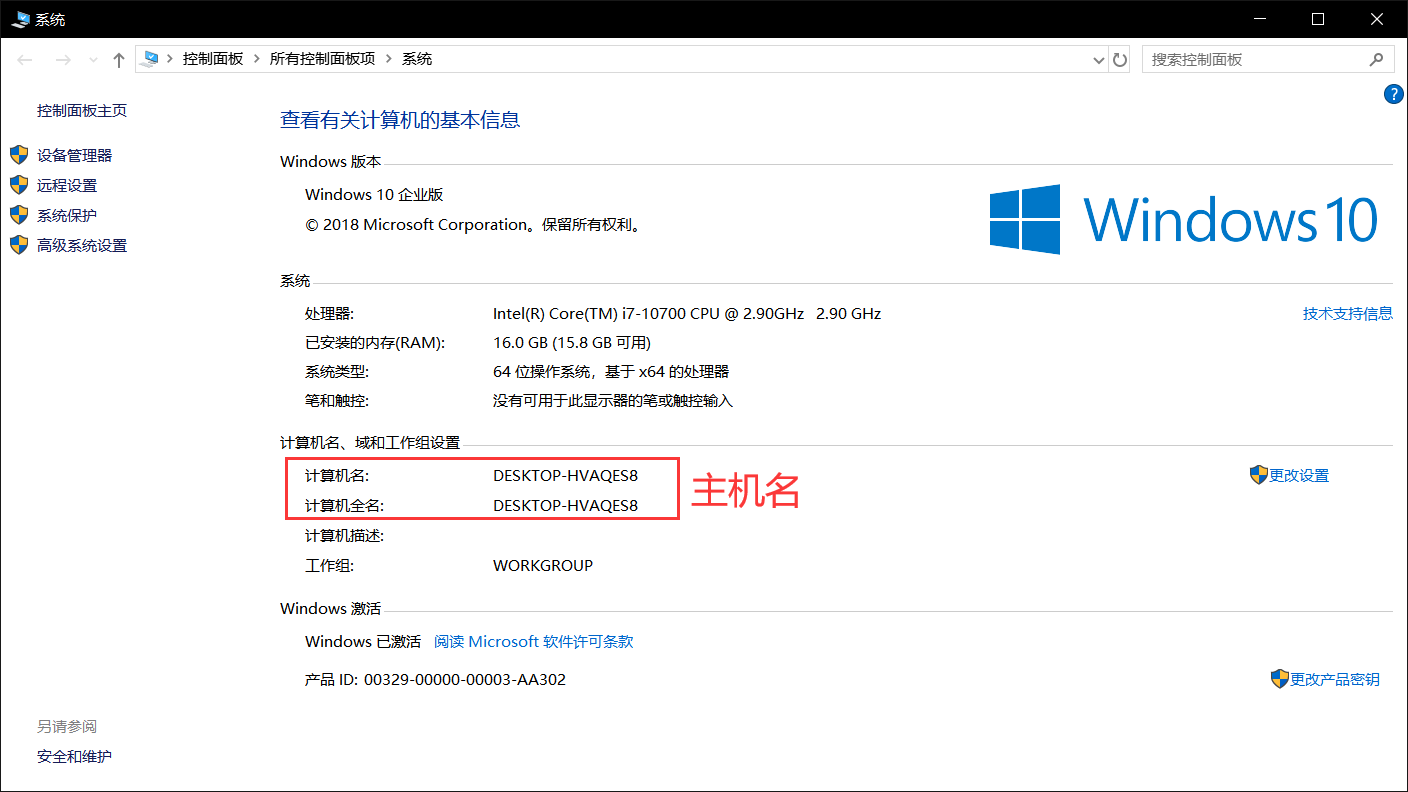 系统
控制面板 所有控制面板项 系统
搜索控制面板
?
控制面板主页
设备管理器
远程设置
系统保护
高级系统设置
另请参阅
安全和维护
查看有关计算机的基本信息
Windows 版本
Windows 10 企业版
© 2018 Microsoft Corporation。保留所有权利。
Windows 10
系统
处理器: Intel(R) Core(TM) i7-10700 CPU @ 2.90GHz 2.90 GHz
技术支持信息
已安装的内存(RAM): 16.0 GB (15.8 GB 可用)
系统类型: 64 位操作系统，基于 x64 的处理器
笔和触控: 没有可用于此显示器的笔或触控输入
计算机名、域和工作组设置
计算机名: DESKTOP-HVAQES8
更改设置
计算机全名: DESKTOP-HVAQES8
主机名
计算机描述:
工作组: WORKGROUP
Windows 激活
Windows 已激活 阅读 Microsoft 软件许可条款
产品 ID: 00329-00000-00003-AA302
更改产品密钥